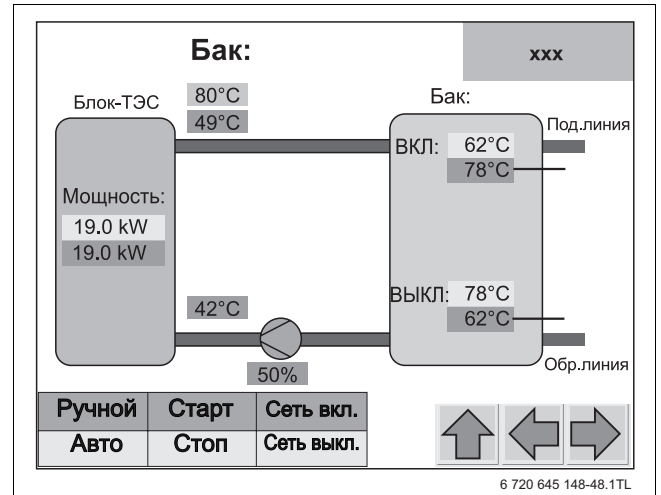 Бак:
xxx
Блок-ТЭС
80°C
49°C
Бак:
Под.линия
ВКЛ: 62°C
78°C
Мощность:
19.0 kW
19.0 kW
ВЫКЛ: 78°C
62°C
42°C
50%
Обр.линия
Ручной Старт Сеть вкл.
Авто Стоп Сеть выкл.
6 720 645 148-48.1TL